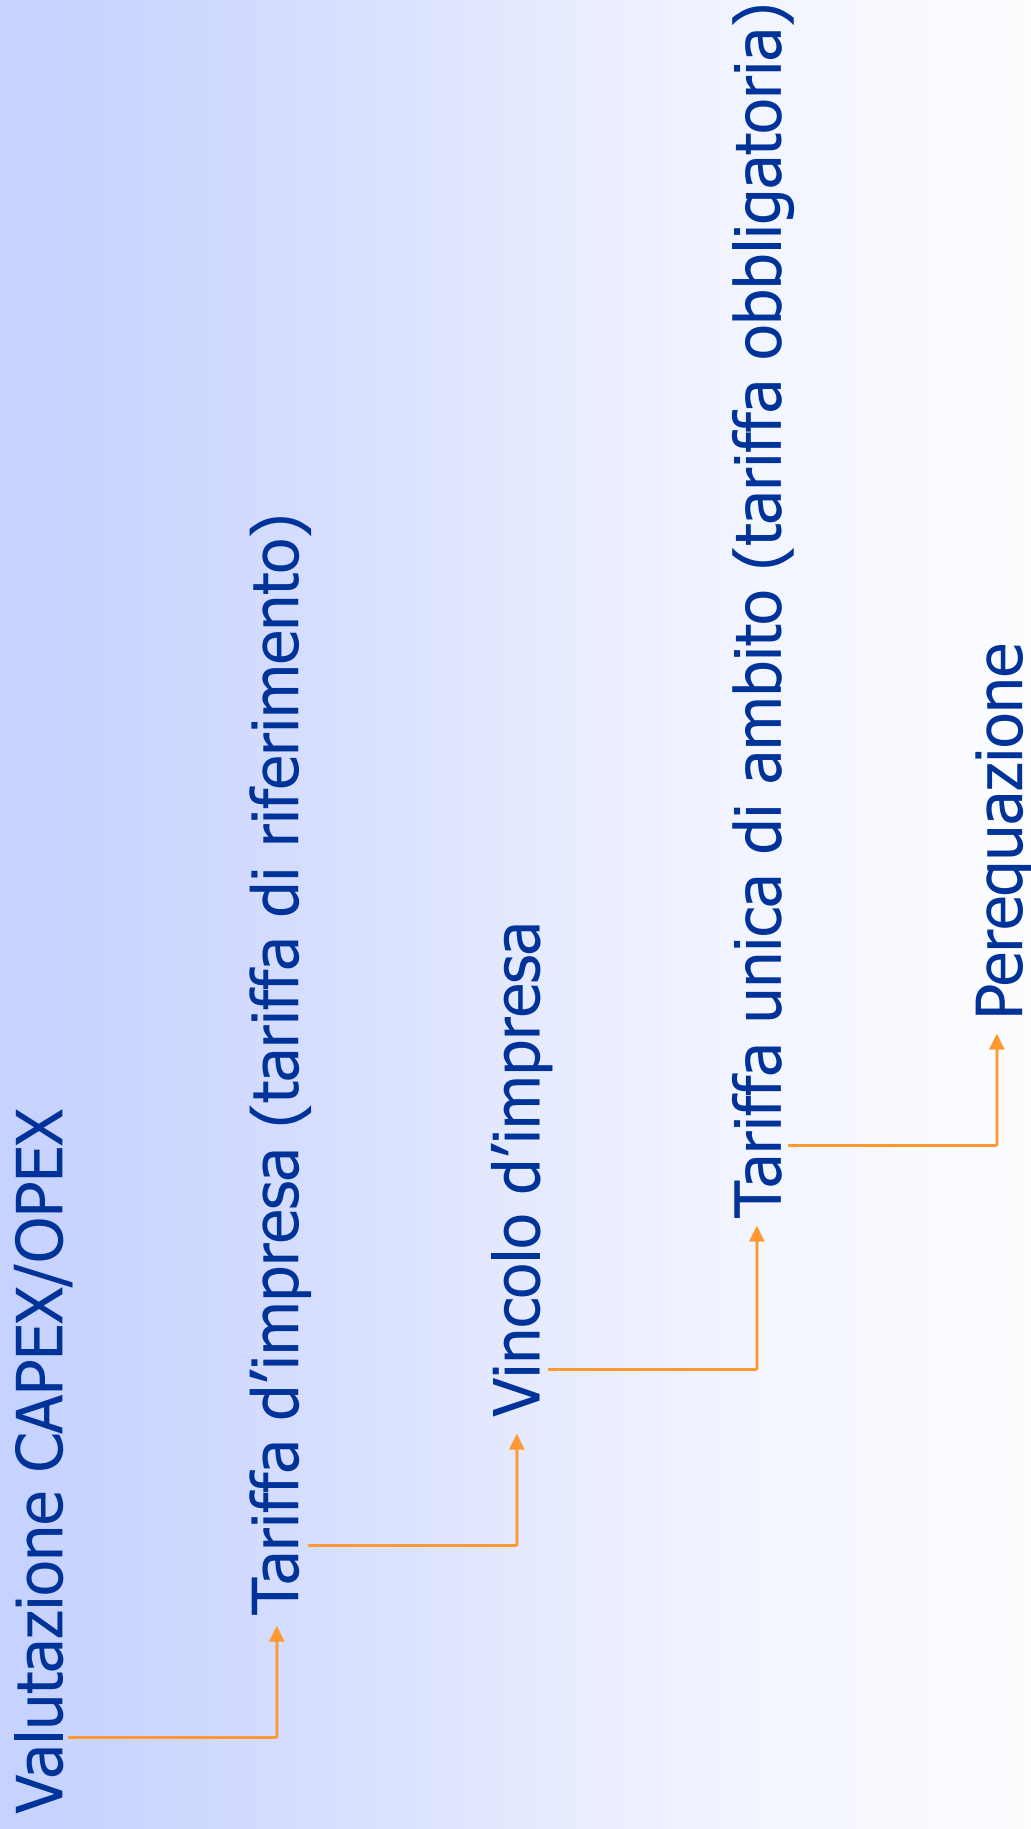 Valutazione CAPEX/OPEX
Tariffa d’impresa (tariffa di riferimento)
Vincolo d’impresa
Tariffa unica di ambito (tariffa obbligatoria)
Perequazione